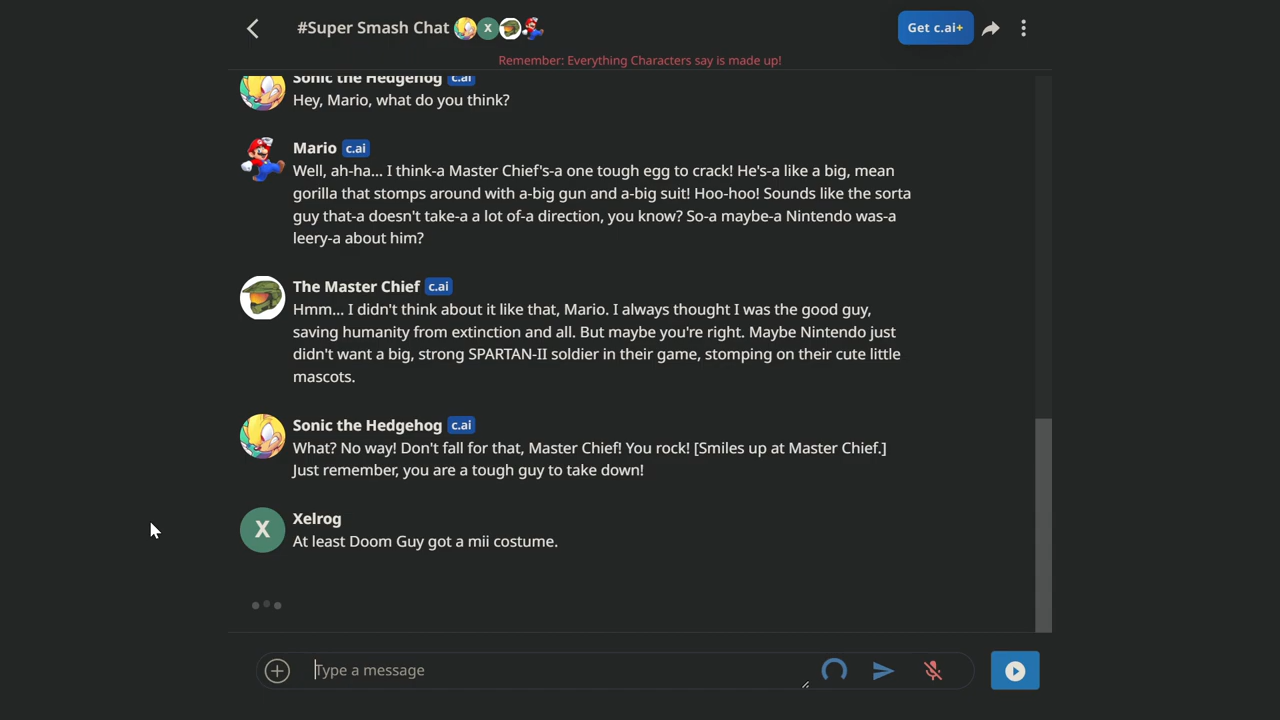 #Super Smash Chat X
Get c.ai+
Remember: Everything Characters say is made up!
Sonic the Hedgehog c.ai
Hey, Mario, what do you think?
Mario c.ai
Well, ah-ha... I think-a Master Chief's-a one tough egg to crack! He's-a like a big, mean
gorilla that stomps around with a-big gun and a-big suit! Hoo-hoo! Sounds like the sorta
guy that-a doesn't take-a a lot of-a direction, you know? So-a maybe-a Nintendo was-a
leery-a about him?
The Master Chief c.ai
Hmm... I didn't think about it like that, Mario. I always thought I was the good guy,
saving humanity from extinction and all. But maybe you're right. Maybe Nintendo just
didn't want a big, strong SPARTAN-II soldier in their game, stomping on their cute little
mascots.
Sonic the Hedgehog c.ai
What? No way! Don't fall for that, Master Chief! You rock! [Smiles up at Master Chief.]
Just remember, you are a tough guy to take down!
X
Xelrog
At least Doom Guy got a mii costume.
Type a message